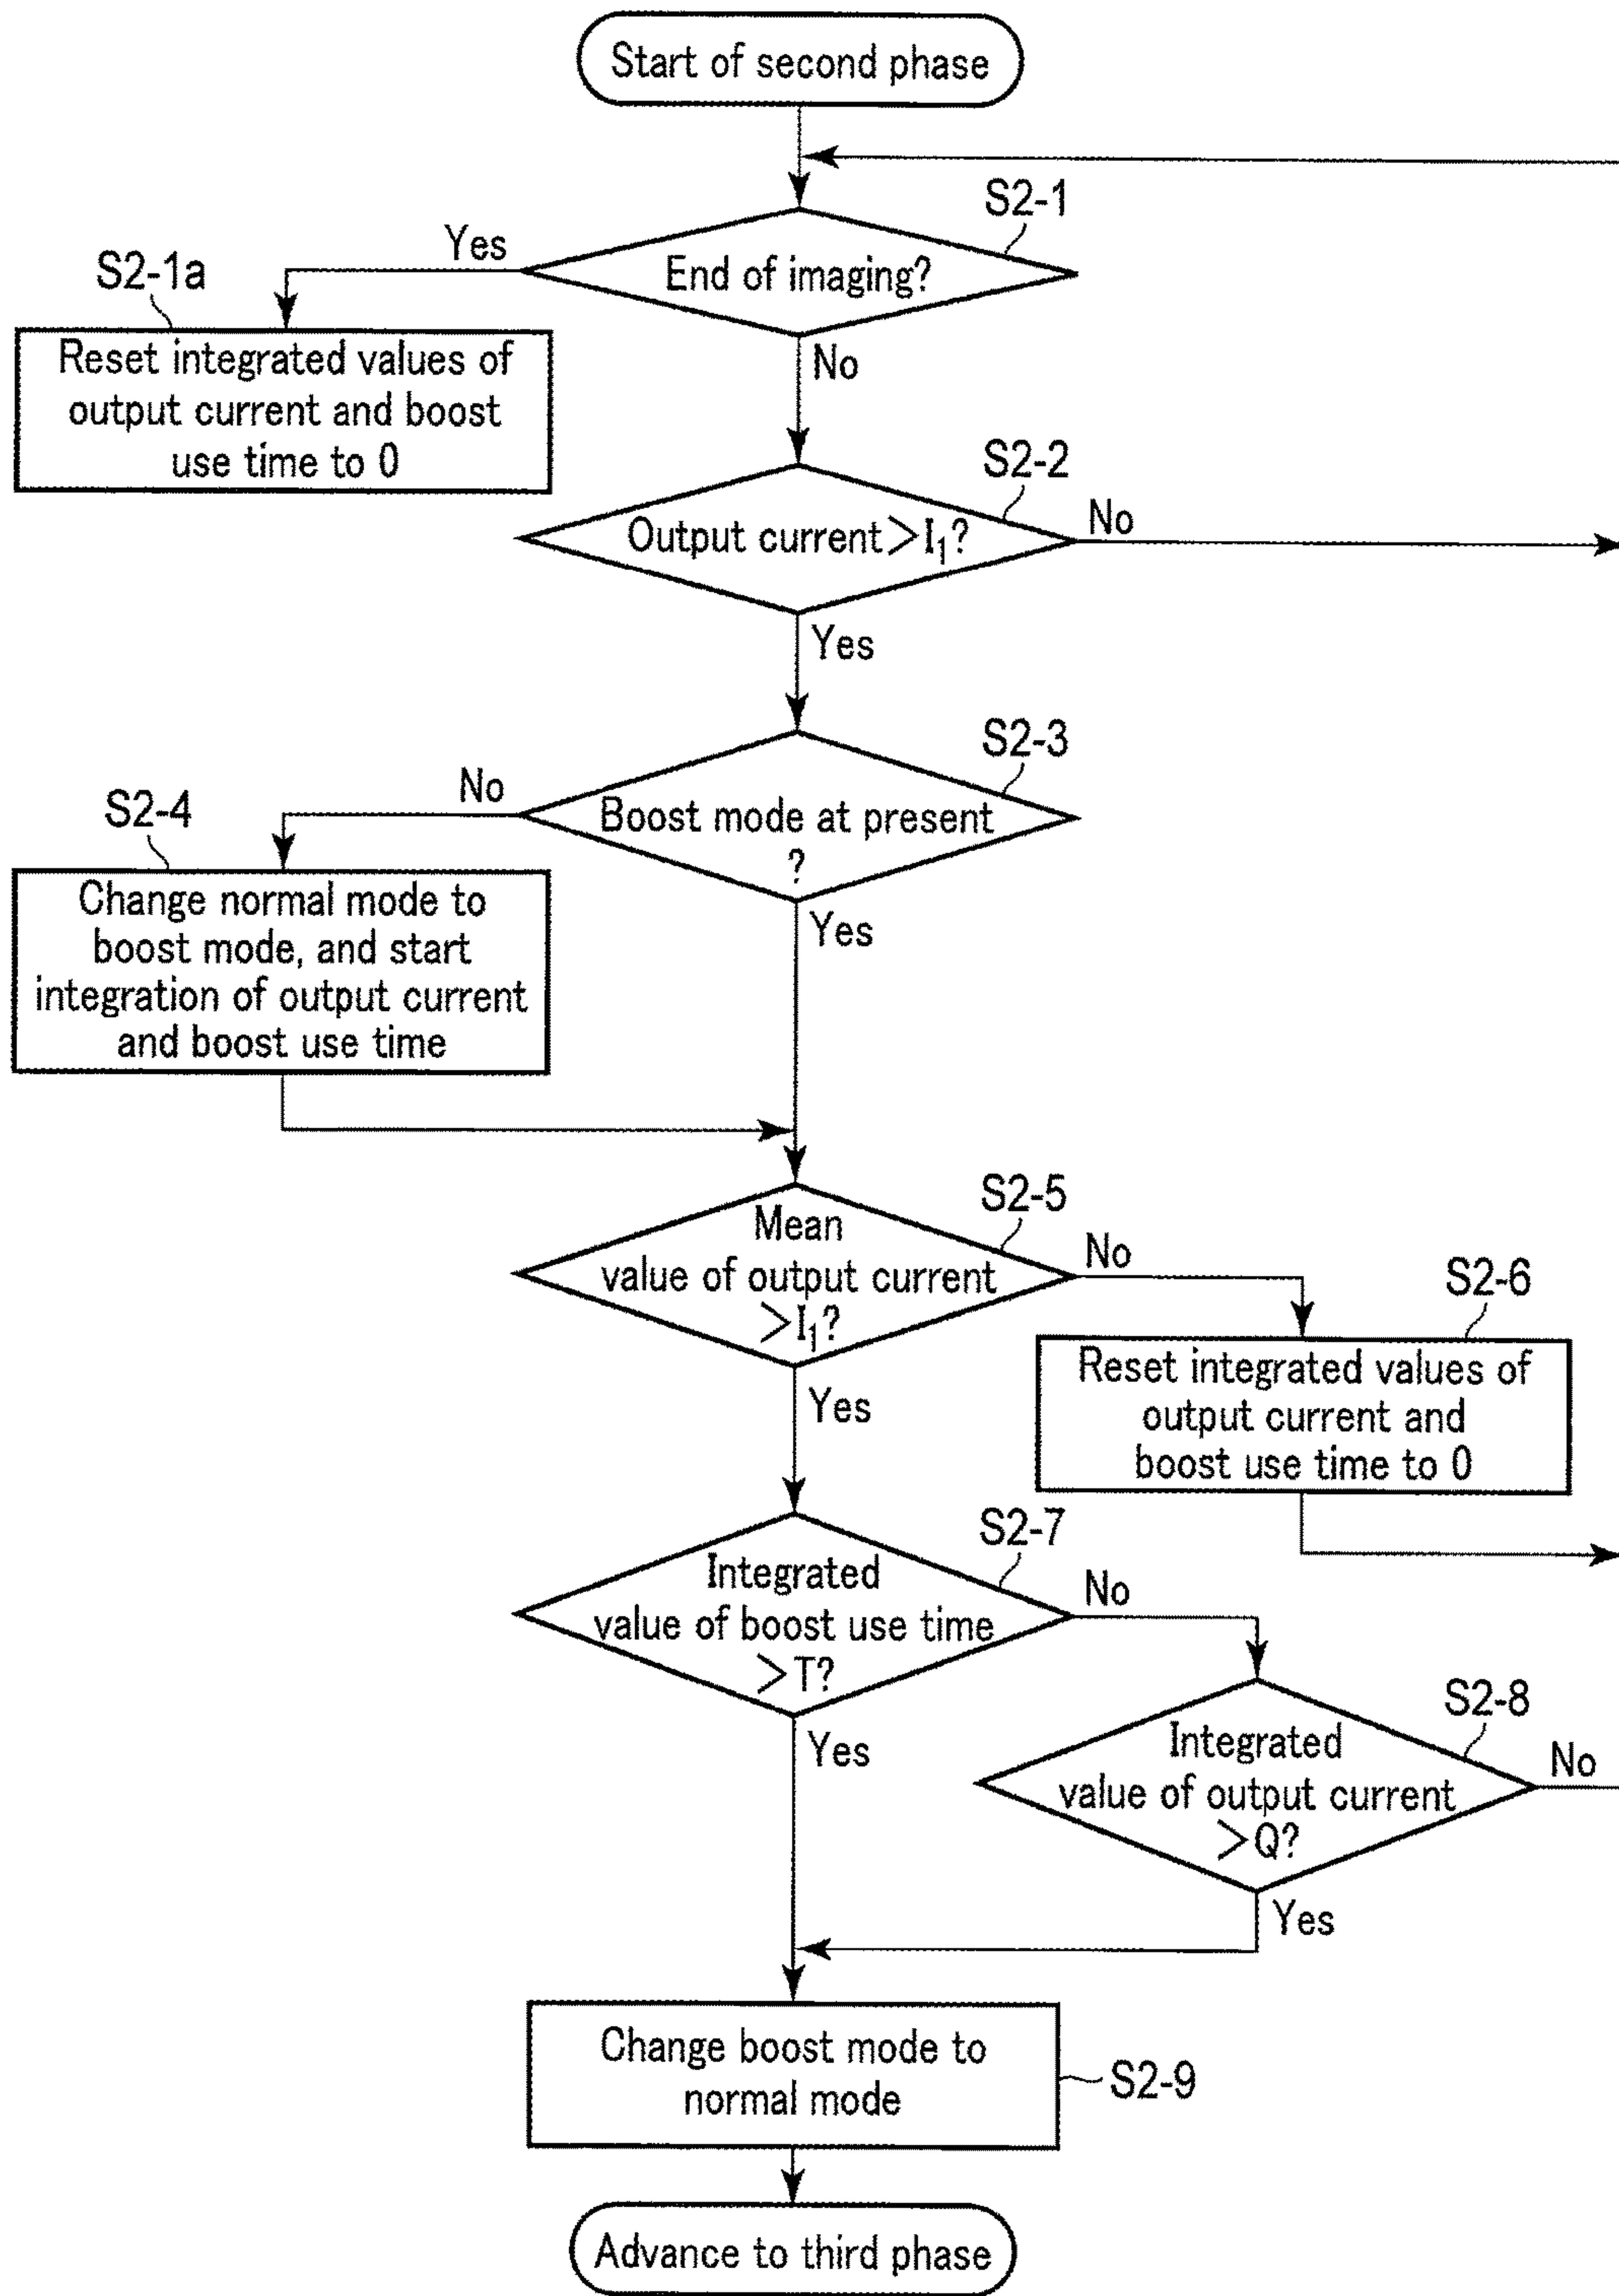 Start of second phase
S2-1
Yes
End of imaging?
S2-1a
No
Reset integrated values of
output current and boost
use time to 0
S2-2
Output current>I₁?
No
Yes
S2-3
No
Boost mode at present
?
S2-4
Yes
Change normal mode to
boost mode, and start
integration of output current
and boost use time
S2-5
Mean
value of output current
>I₁?
No
S2-6
Yes
Reset integrated values of
output current and
boost use time to 0
S2-7
Integrated
value of boost use time
>T?
No
Yes
S2-8
Integrated
value of output current
>Q?
No
Yes
Change boost mode to
normal mode
S2-9
Advance to third phase